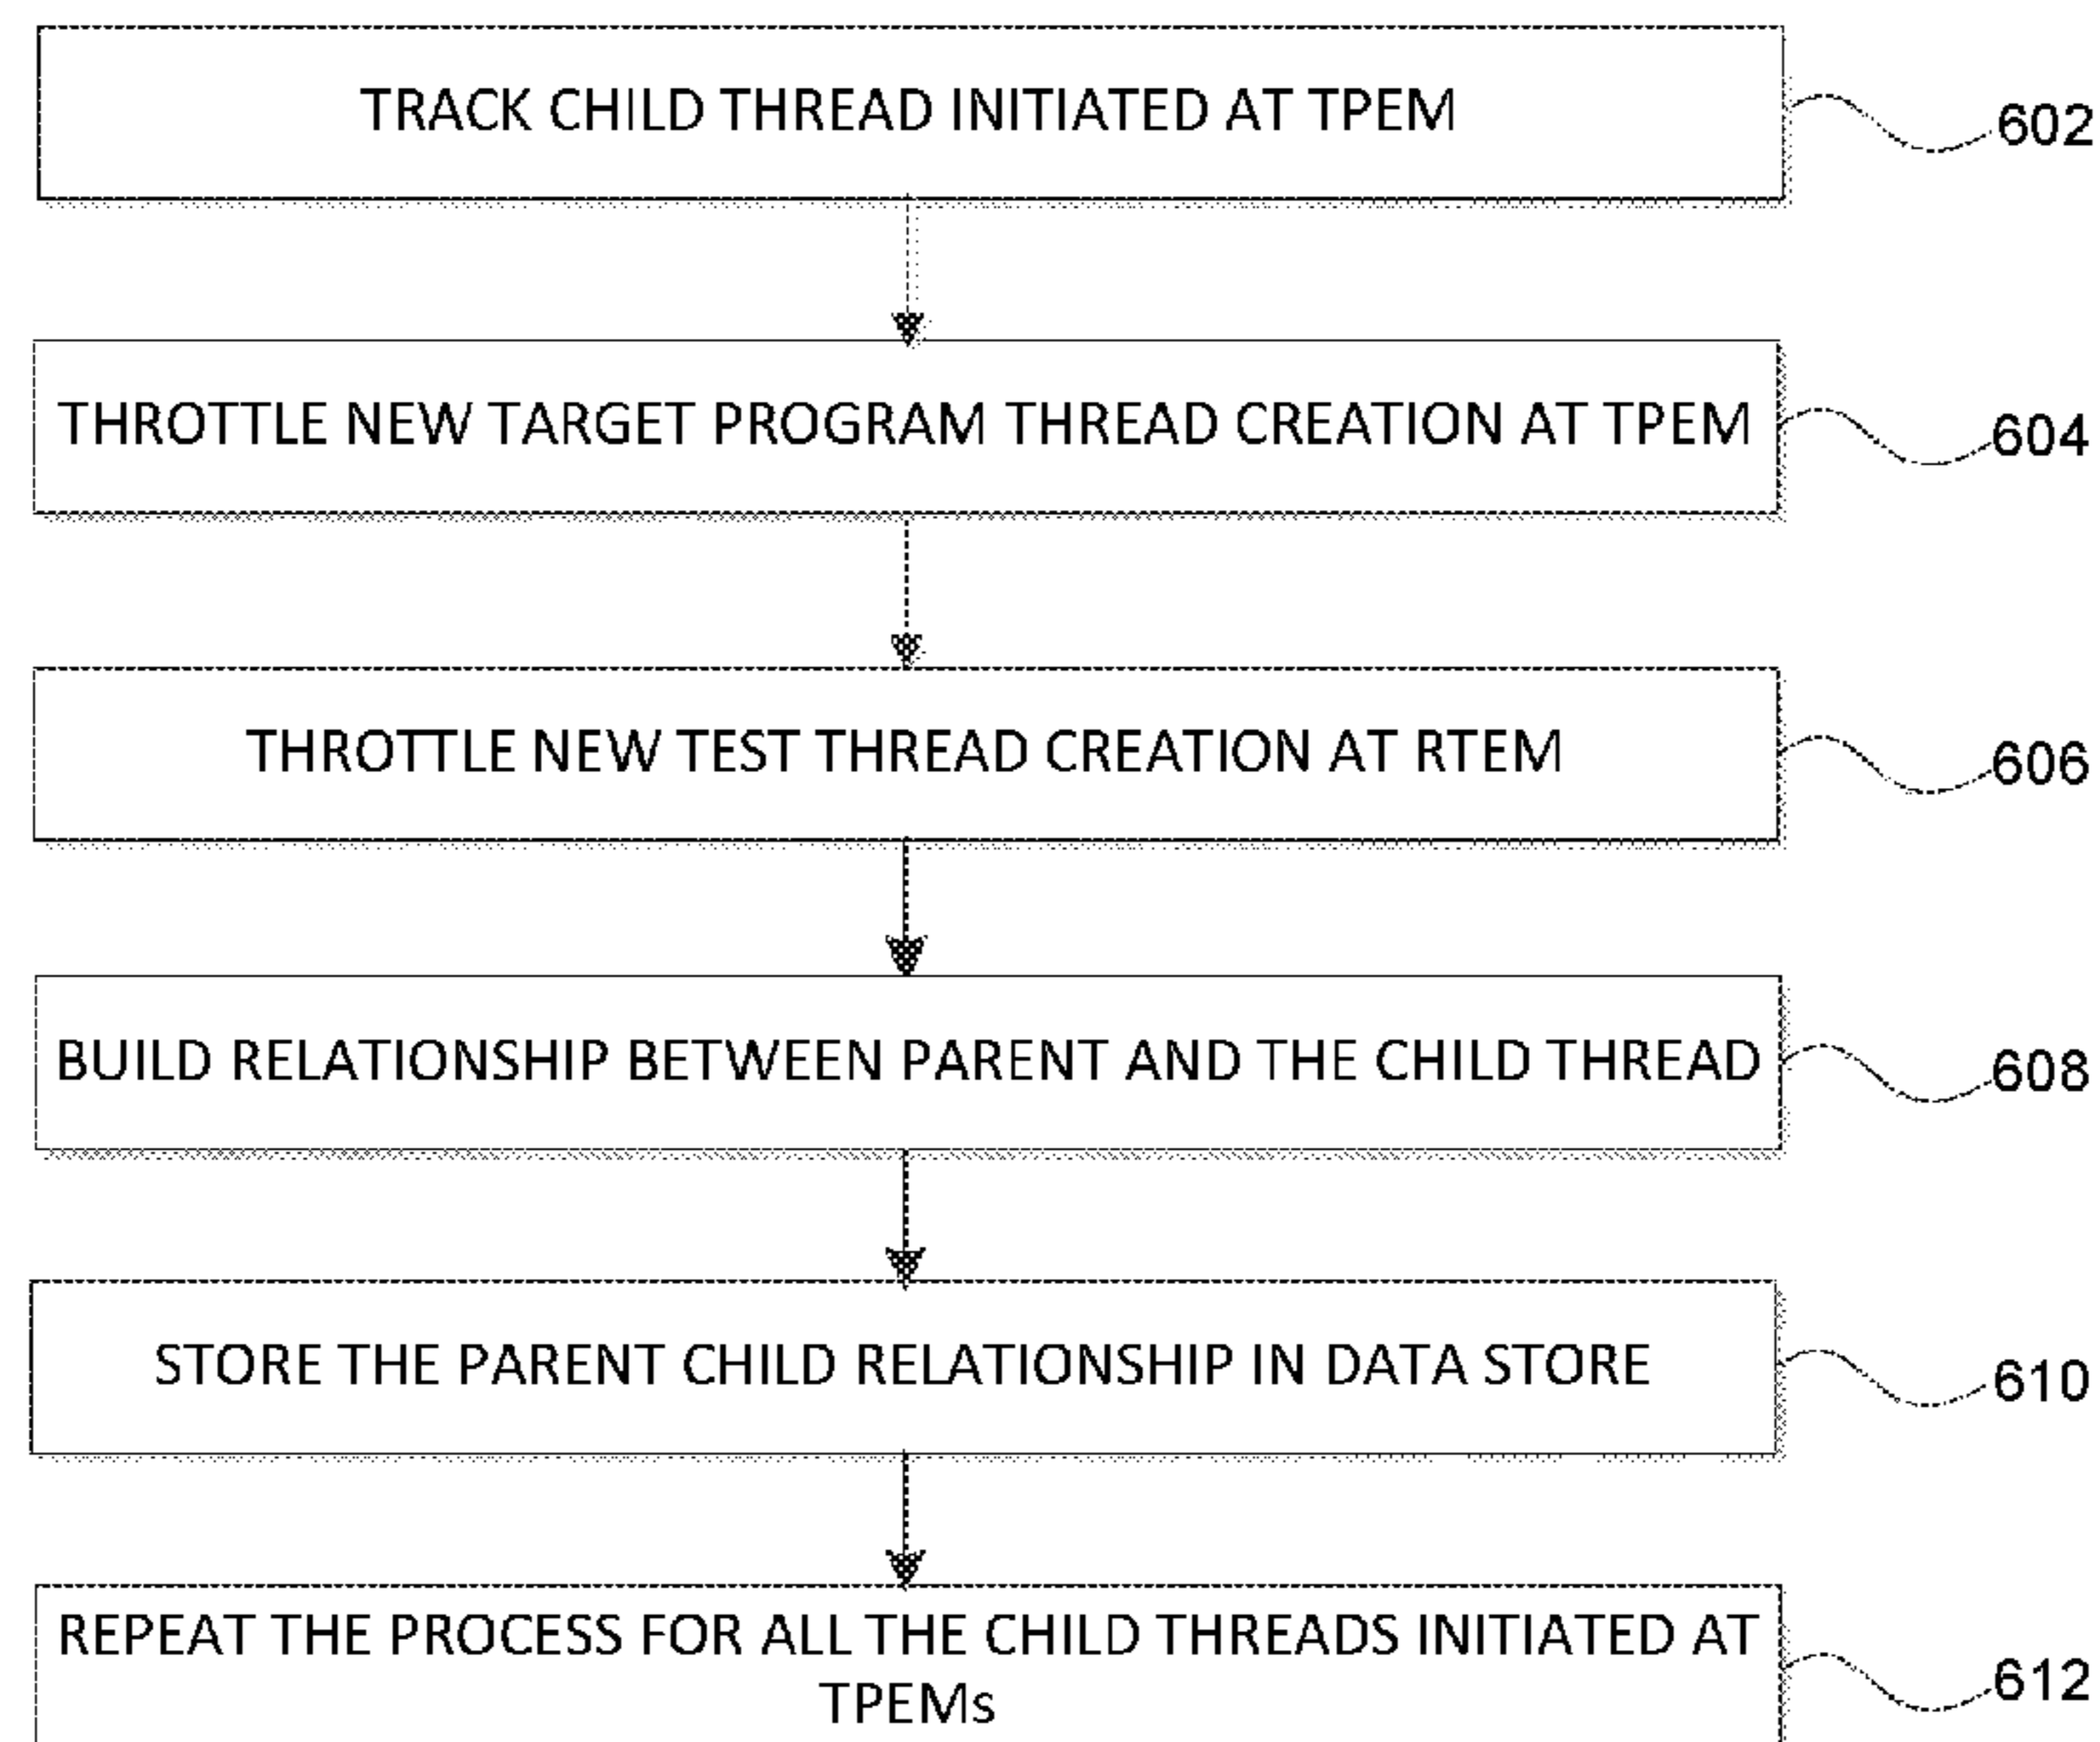 TRACK CHILD THREAD INITIATED AT TPEM
602
THROTTLE NEW TARGET PROGRAM THREAD CREATION AT TPEM
604
THROTTLE NEW TEST THREAD CREATION AT RTEM
606
BUILD RELATIONSHIP BETWEEN PARENT AND THE CHILD THREAD
608
STORE THE PARENT CHILD RELATIONSHIP IN DATA STORE
610
REPEAT THE PROCESS FOR ALL THE CHILD THREADS INITIATED AT
TPEMs
612